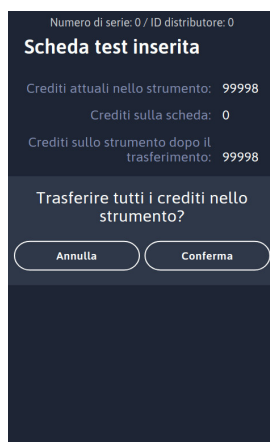 Numero di serie: 0 / ID distributore: 0
Scheda test inserita
Crediti attuali nello strumento: 99998
Crediti sulla scheda: 0
Crediti sullo strumento dopo il
trasferimento: 99998
Trasferire tutti i crediti nello
strumento?
Annulla Conferma